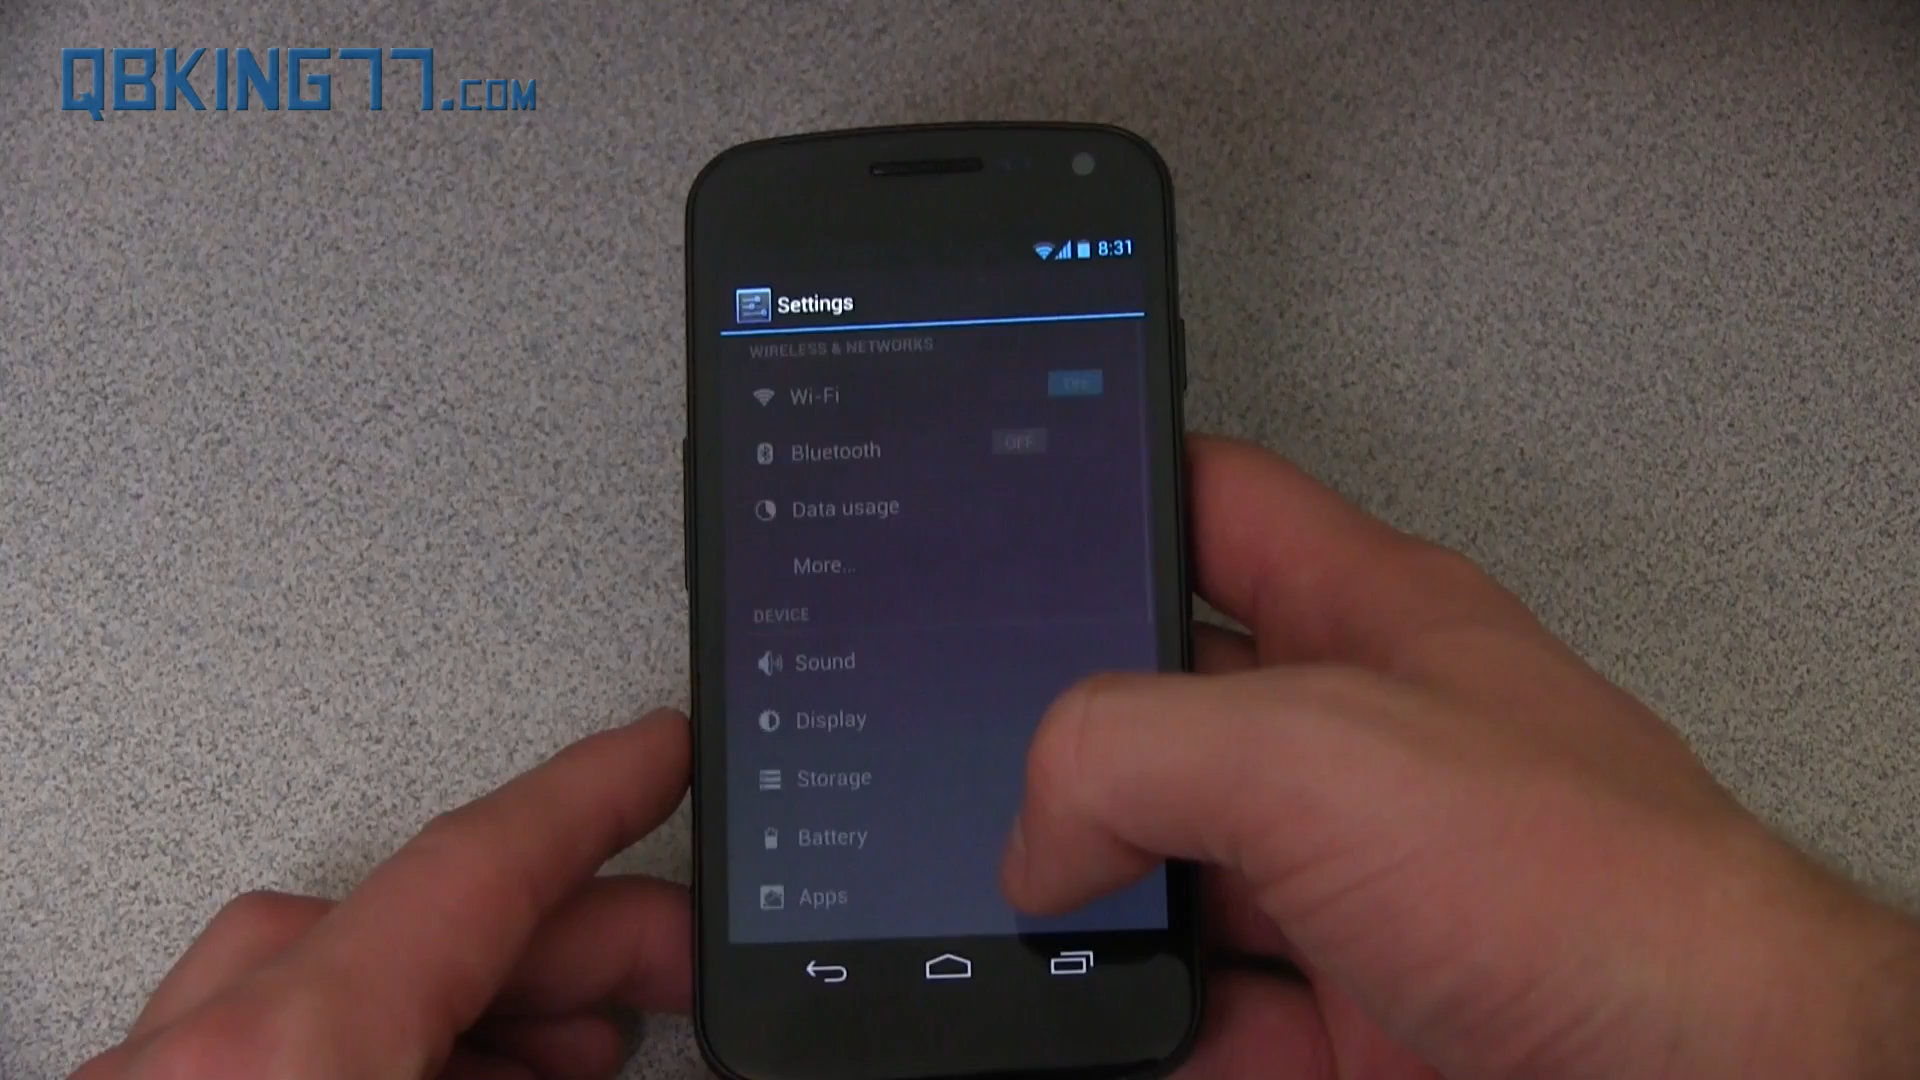 QBKING77.COM
8:31
Settings
WIRELESS & NETWORKS
Wi-Fi ON
Bluetooth OFF
Data usage
More...
DEVICE
Sound
Display
Storage
Battery
Apps